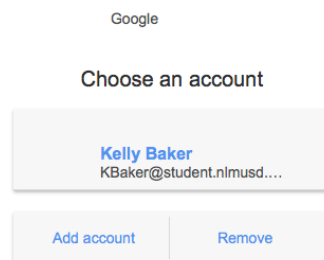 Google
Choose an account
Kelly Baker
KBaker@student.nlmusd....
Add account
Remove